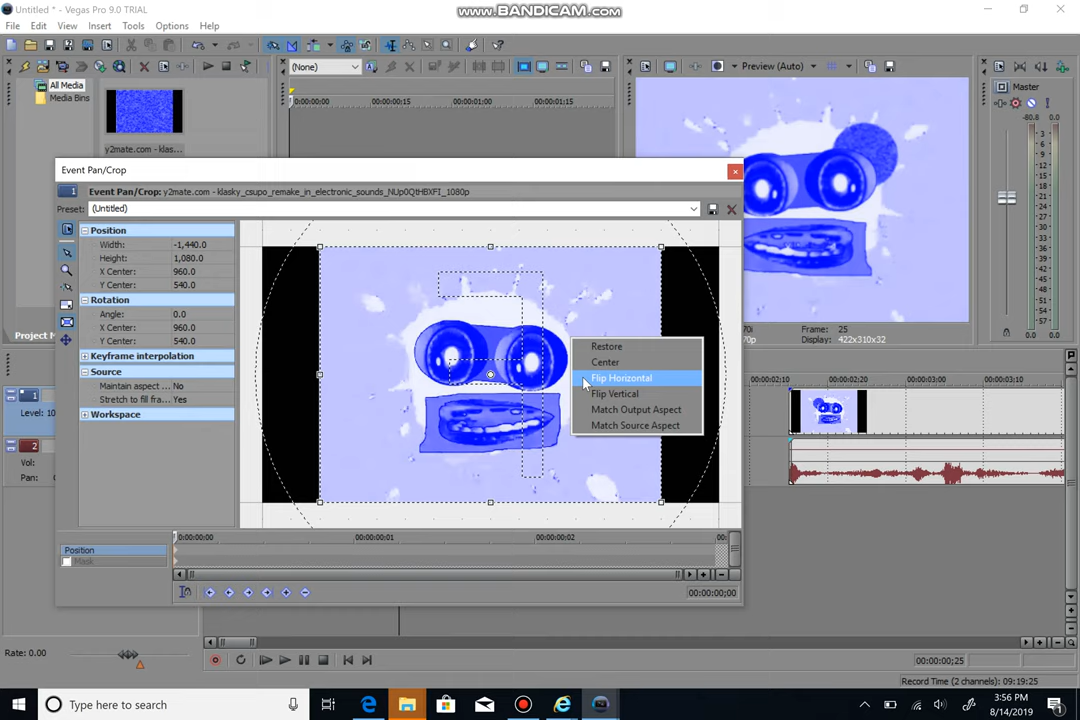 Untitled * - Vegas Pro 9.0 TRIAL
www.BANDICAM.com
File Edit View Insert Tools Options Help
(None)
Preview (Auto)
Master
All Media
Media Bins
y2mate.com - klas...
0:00:00:00 00:00:00:15 00:00:01:00 00:00:01:15
-80.8 0.0
Event Pan/Crop
Event Pan/Crop: y2mate.com - klasky_csupo_remake_in_electronic_sounds_NUp0QtHBXFI_1080p
Preset: (Untitled)
Position
Width: -1,440.0
Height: 1,080.0
X Center: 960.0
Y Center: 540.0
Rotation
Angle: 0.0
X Center: 960.0
Y Center: 540.0
Keyframe interpolation
Source
Maintain aspect ... No
Stretch to fill fra... Yes
Workspace
Restore
Center
Flip Horizontal
Flip Vertical
Match Output Aspect
Match Source Aspect
Frame: 25
Display: 422x310x32
Project M
1
Level: 10
2
Vol:
Pan:
00:00:02:10 00:00:02:20 00:00:03:00 00:00:03:10
0:00:00:00 00:00:00:01 00:00:00:02
Position
Mask
00:00:00;00
Rate: 0.00
00:00:00;25
Record Time (2 channels): 09:19:25
Type here to search
3:56 PM
8/14/2019